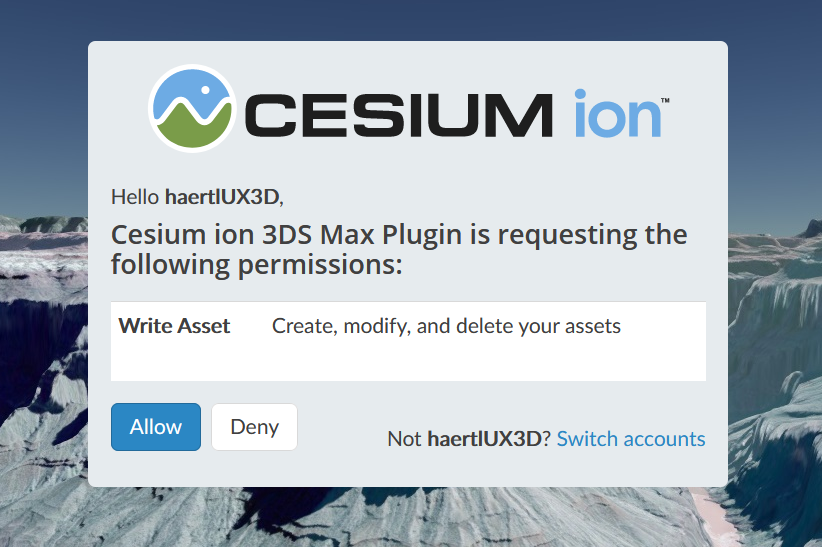 CESIUM ion™
Hello haertlUX3D,
Cesium ion 3DS Max Plugin is requesting the
following permissions:
Write Asset Create, modify, and delete your assets
Allow Deny
Not haertlUX3D? Switch accounts